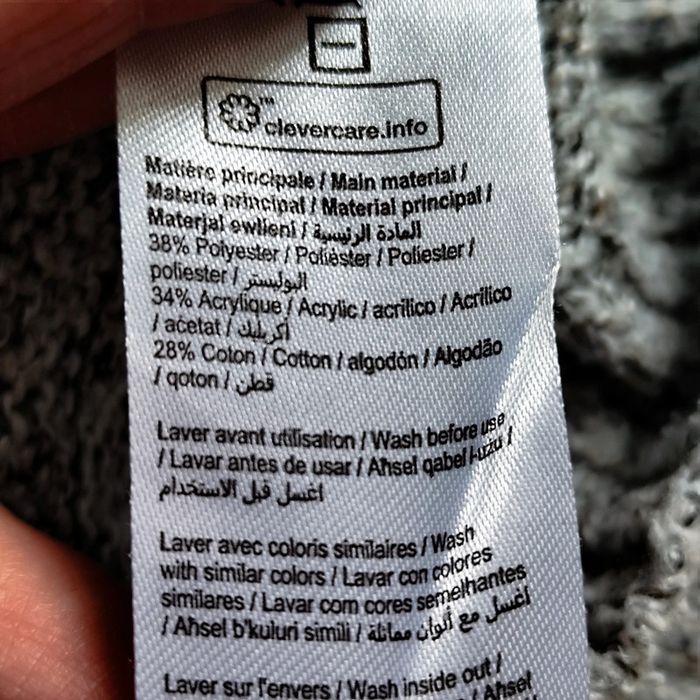 TM
clevercare.info
Matière principale / Main material /
Materia principal / Material principal /
Materjal ewlieni / المادة الرئيسية
38% Polyester / Poliéster / Poliester /
poliester / البوليستر
34% Acrylique / Acrylic / acrílico / Acrílico
/ acetat / أكريليك
28% Coton / Cotton / algodón / Algodão
/ qoton / قطن
Laver avant utilisation / Wash before use
/ Lavar antes de usar / Aħsel qabel l-użu /
اغسل قبل الاستخدام
Laver avec coloris similaires / Wash
with similar colors / Lavar con colores
similares / Lavar com cores semelhantes
/ Aħsel b'kuluri simili / أغسل مع ألوان مماثلة
Laver sur l'envers / Wash inside out /
/ Aħsel